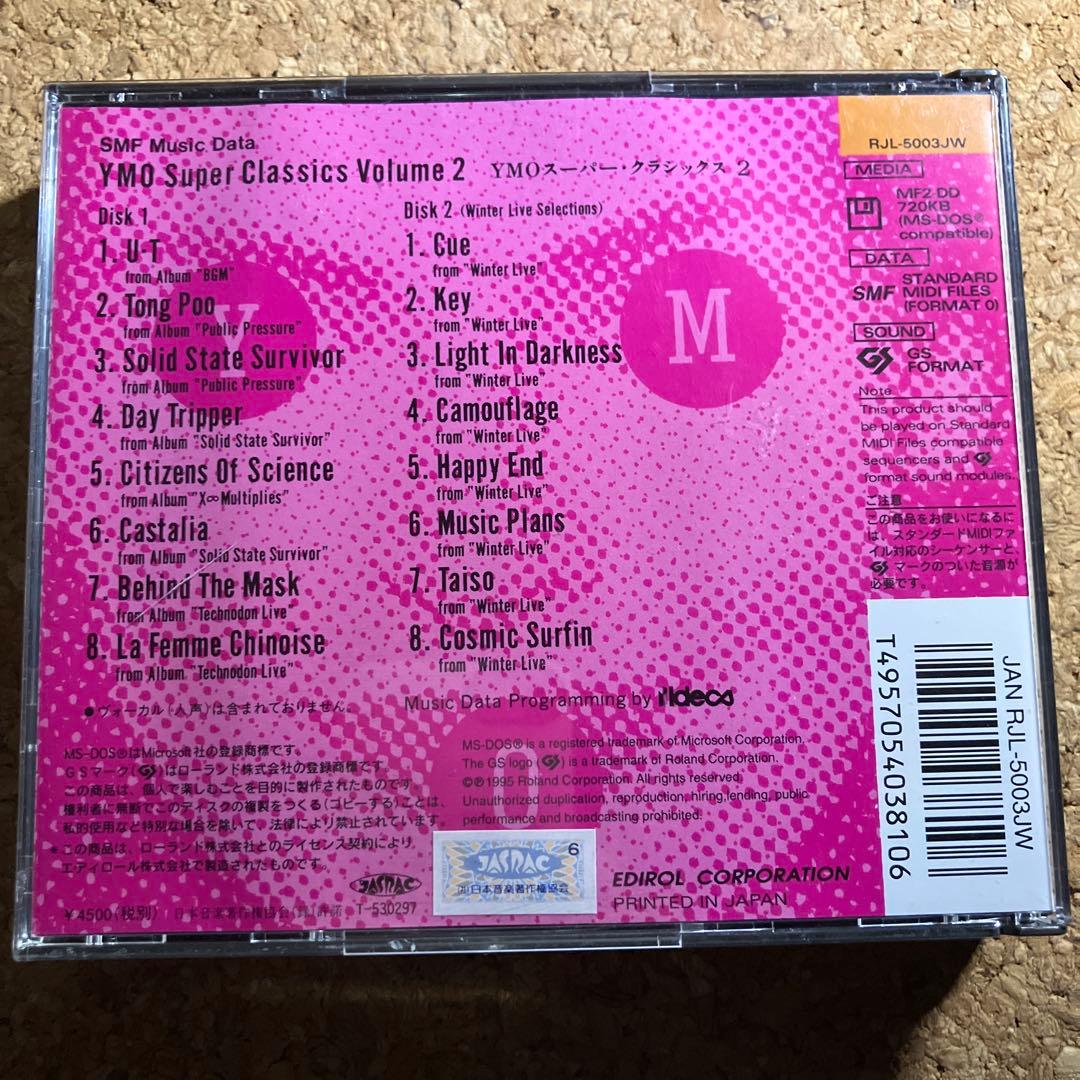 SMF Music Data
YMO Super Classics Volume 2 YMOスーパー・クラシックス 2
Disk 1
1. U·T
from Album "BGM"
2. Tong Poo
from Album "Public Pressure"
3. Solid State Survivor
from Album "Public Pressure"
4. Day Tripper
from Album "Solid State Survivor"
5. Citizens Of Science
from Album "X∞Multiplies"
6. Castalia
from Album "Solid State Survivor"
7. Behind The Mask
from Album "Technodon Live"
8. La Femme Chinoise
from Album "Technodon Live"
Disk 2 (Winter Live Selections)
1. Cue
from "Winter Live"
2. Key
from "Winter Live"
3. Light In Darkness
from "Winter Live"
4. Camouflage
from "Winter Live"
5. Happy End
from "Winter Live"
6. Music Plans
from "Winter Live"
7. Taiso
from "Winter Live"
8. Cosmic Surfin
from "Winter Live"
Y
M
●ヴォーカル(人声)は含まれておりません。
Music Data Programming by
MS-DOS®はMicrosoft社の登録商標です。
GSマーク( )はローランド株式会社の登録商標です。
この商品は、個人で楽しむことを目的に製作されたものです。
権利者に無断でこのディスクの複製をつくる(コピーする)ことは、
私的使用など特別な場合を除いて、法律により禁止されています。
*この商品は、ローランド株式会社とのライセンス契約により、
エディロール株式会社で製造されたものです。
MS-DOS® is a registered trademark of Microsoft Corporation.
The GS logo ( ) is a trademark of Roland Corporation.
©℗1995 Roland Corporation. All rights reserved.
Unauthorized duplication, reproduction, hiring,lending, public
performance and broadcasting prohibited.
JASRAC
¥4500(税別) 日本音楽著作権協会(出)許諾 T-530297
6
JASRAC
(社)日本音楽著作権協会
EDIROL CORPORATION
PRINTED IN JAPAN
RJL-5003JW
MEDIA
MF2-DD
720KB
(MS-DOS®
compatible)
DATA
SMF STANDARD
MIDI FILES
(FORMAT 0)
SOUND
GS
FORMAT
Note
This product should
be played on Standard
MIDI Files compatible
sequencers and
format sound modules.
ご注意
この商品をお使いになるに
は、スタンダードMIDIファ
イル対応のシーケンサーと、
マークのついた音源が
必要です。
JAN RJL-5003JW
T4957054038106